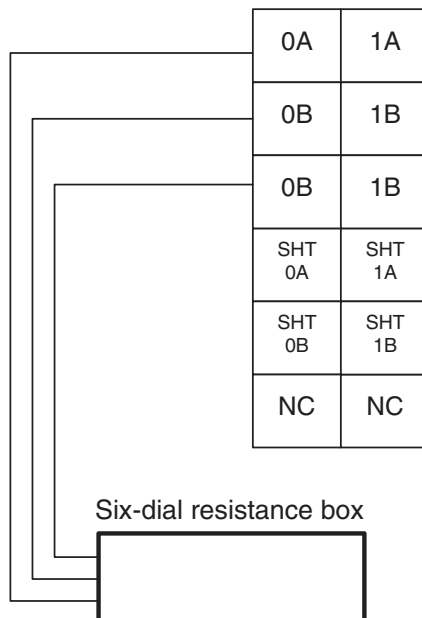 0A 1A
0B 1B
0B 1B
SHT SHT
0A 1A
SHT SHT
0B 1B
NC NC
Six-dial resistance box